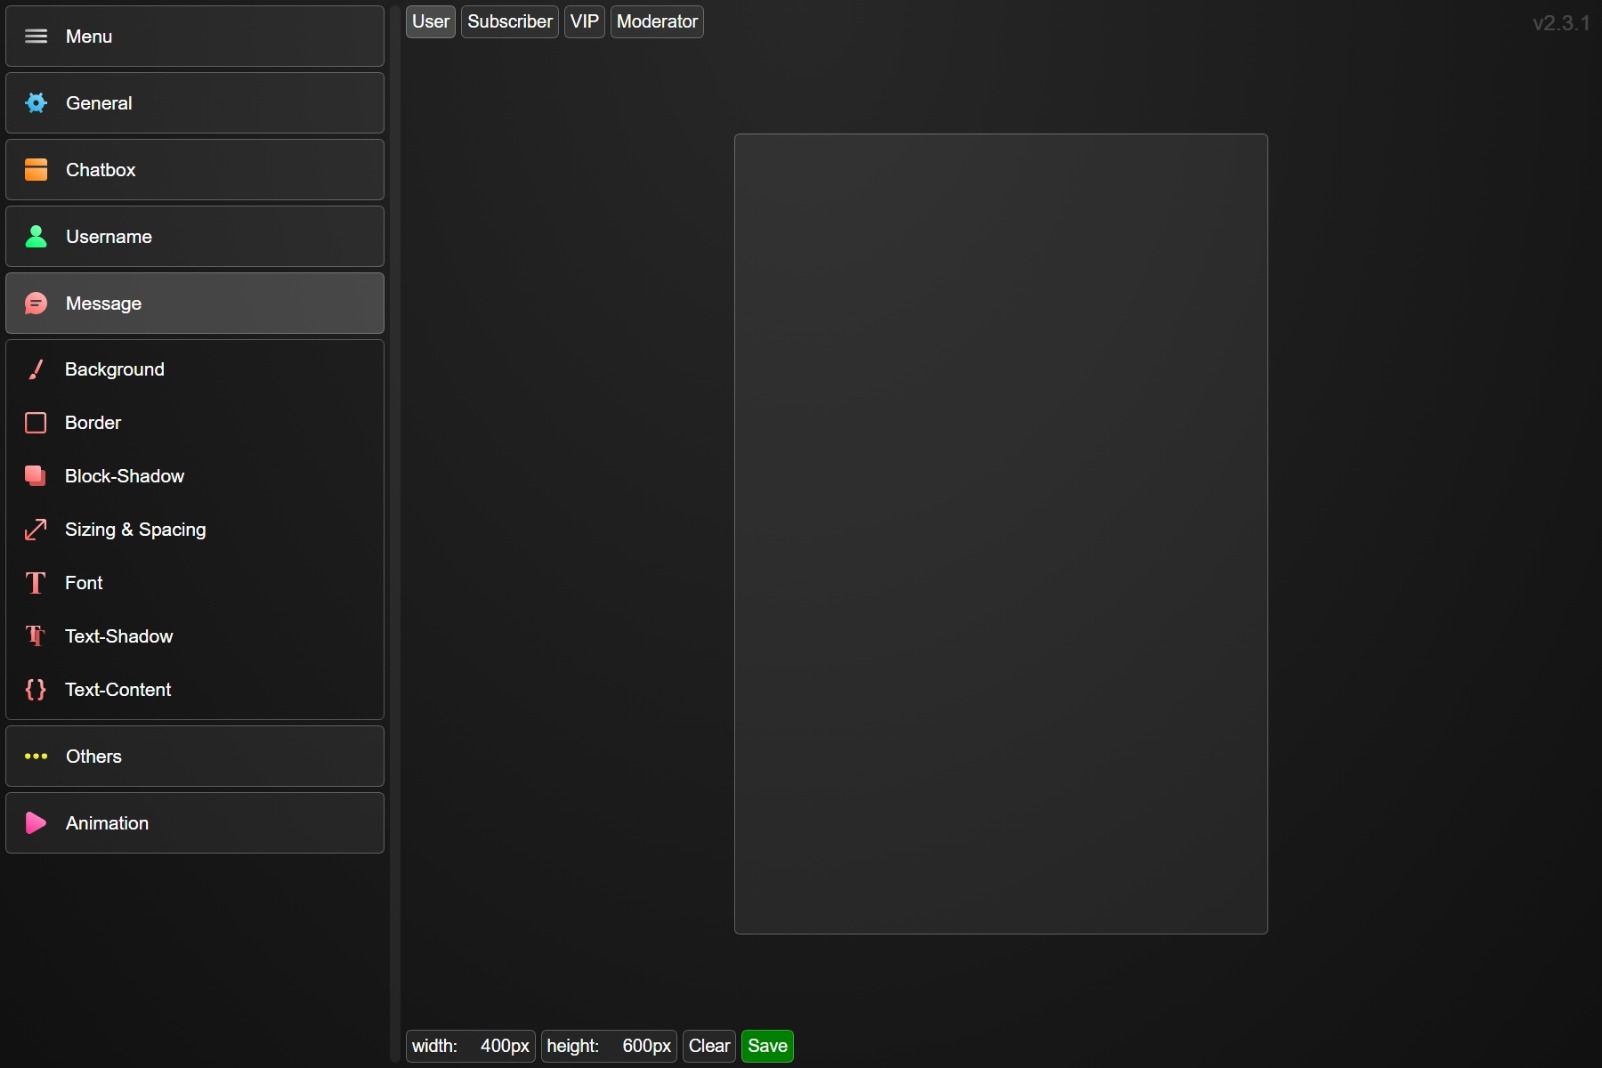 Menu
General
Chatbox
Username
Message
Background
Border
Block-Shadow
Sizing & Spacing
Font
Text-Shadow
Text-Content
Others
Animation
User Subscriber VIP Moderator
v2.3.1
width: 400px height: 600px Clear Save